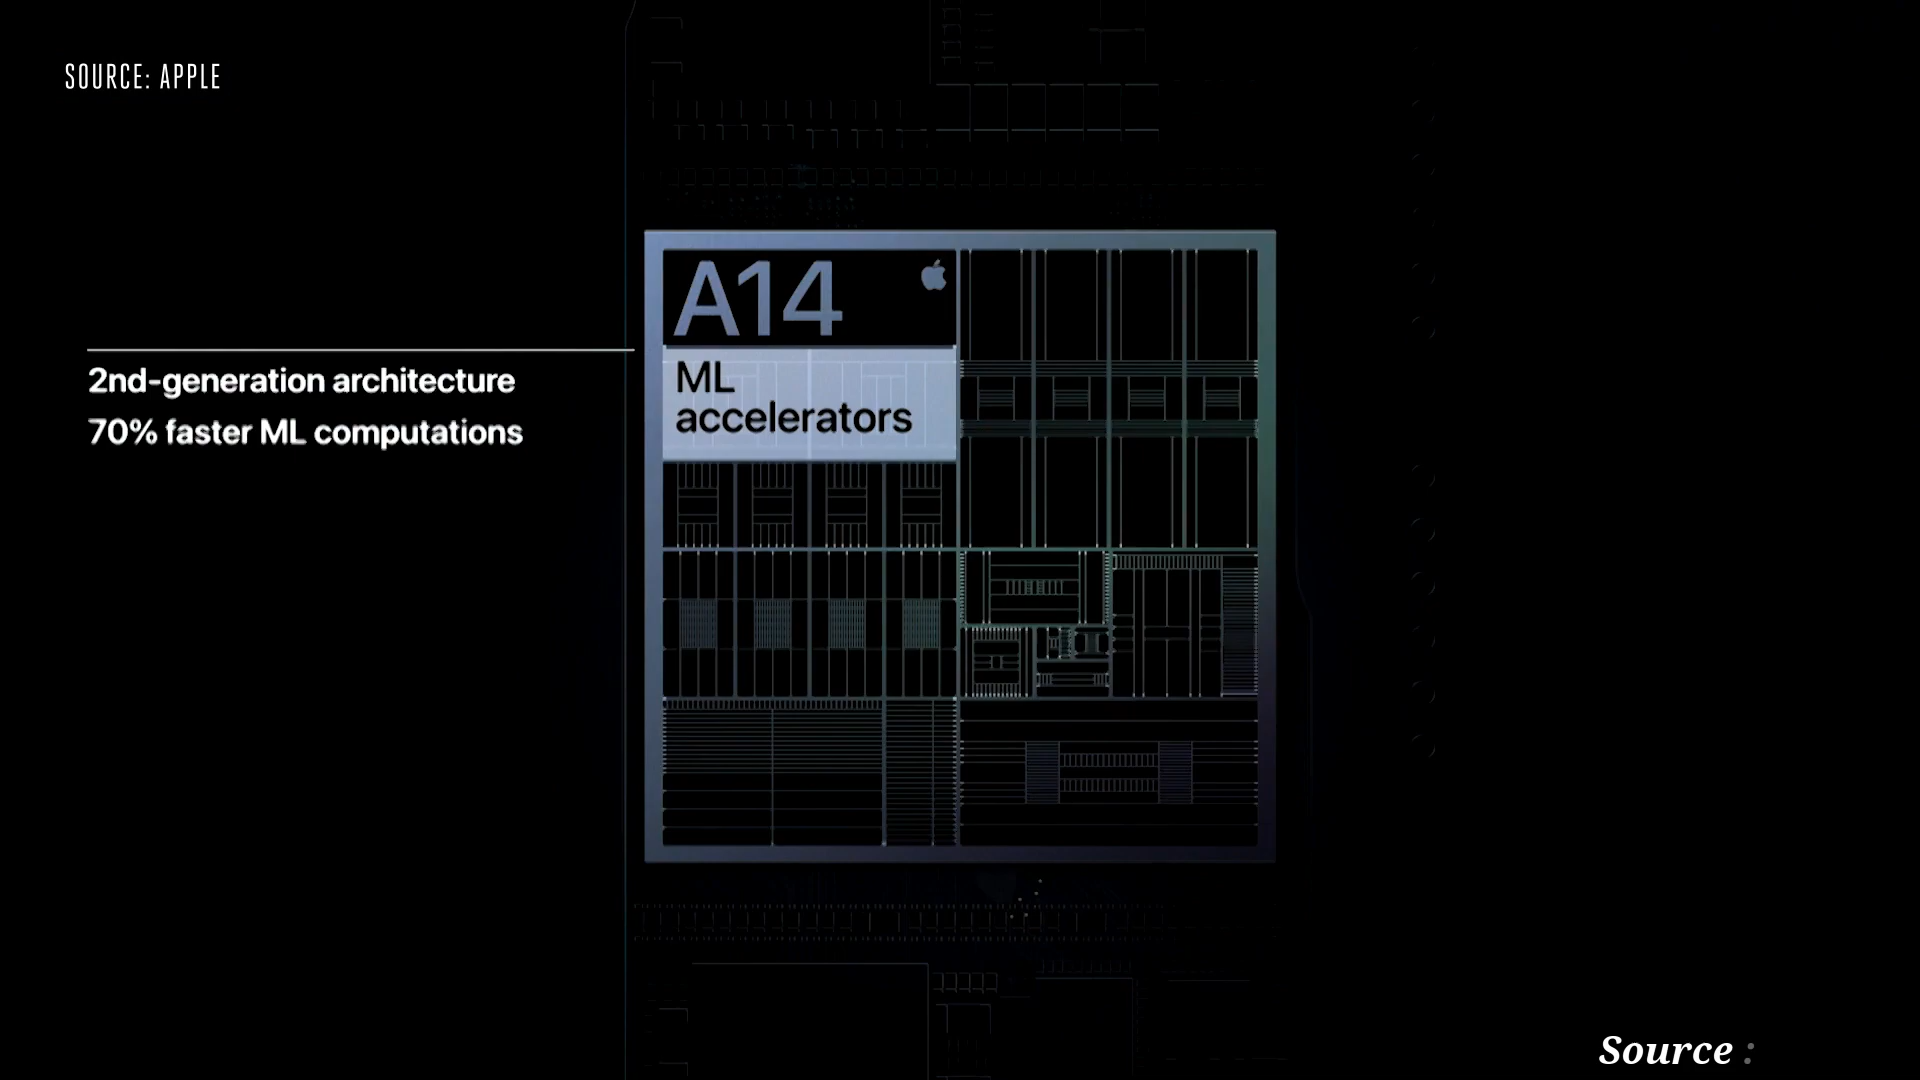 SOURCE: APPLE
A14
2nd-generation architecture
70% faster ML computations
ML
accelerators
Source :